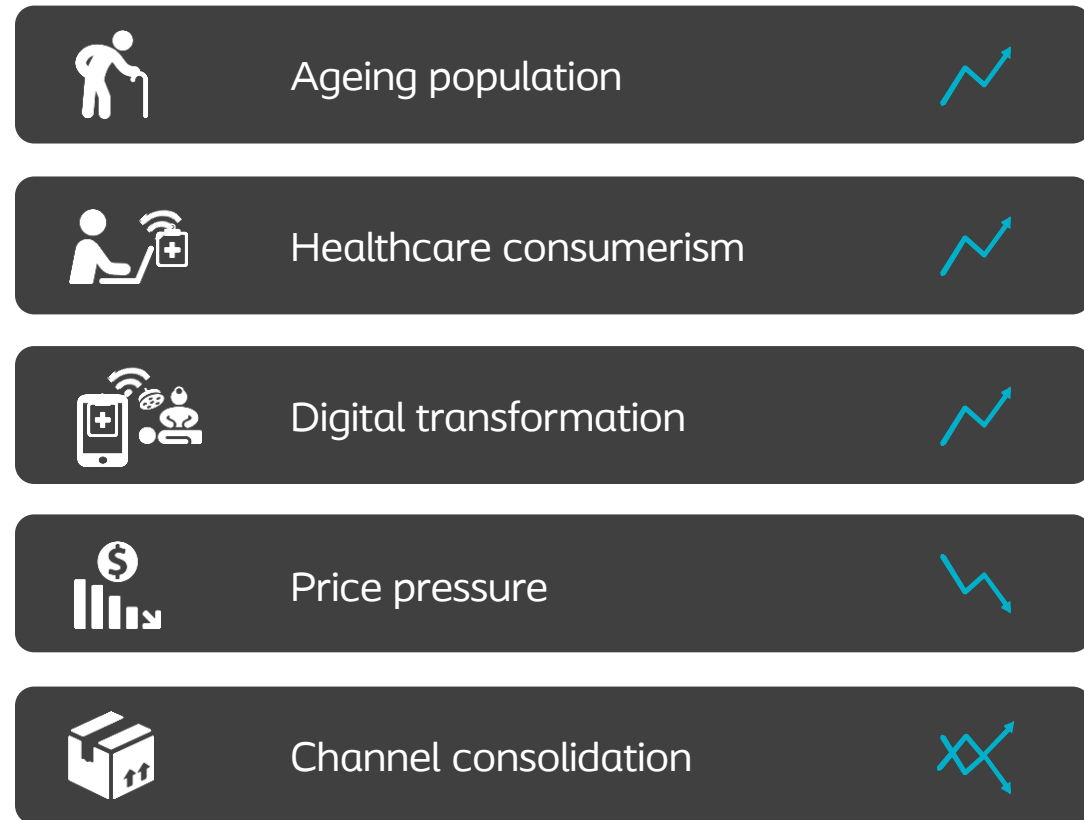 Ageing population
Healthcare consumerism
Digital transformation
$
Price pressure
Channel consolidation